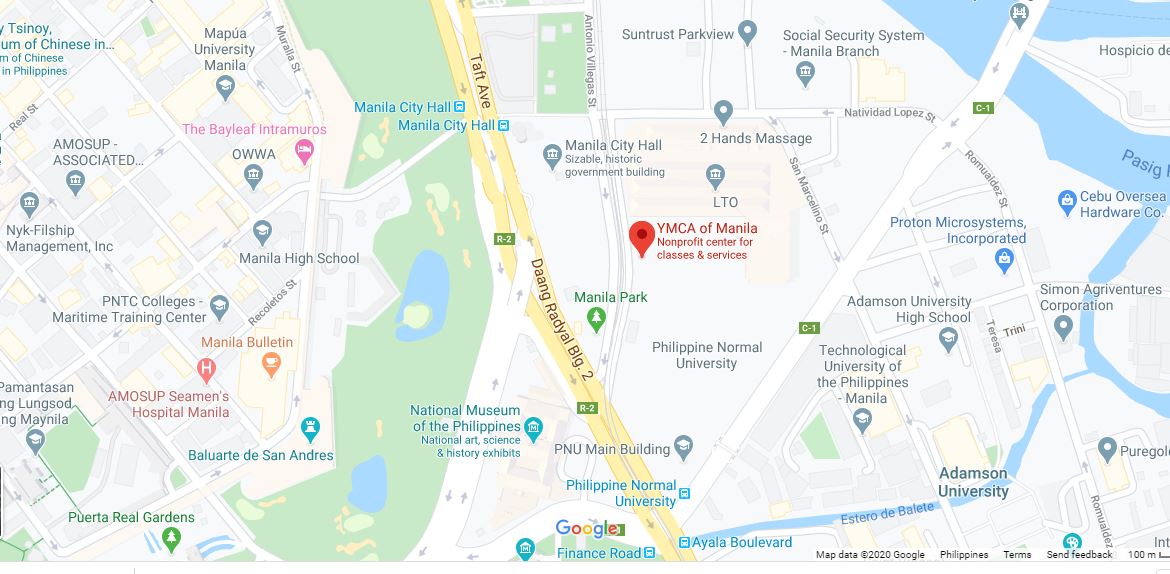 y Tsinoy,
um of Chinese in...
m of Chinese
in Philippines
Mapúa
University
Manila
Muralla St
Real St
Taft Ave
Antonio Villegas St
Suntrust Parkview
Social Security System
- Manila Branch
Hospicio de
Manila City Hall
Manila City Hall
C-1
Natividad Lopez St
The Bayleaf Intramuros
AMOSUP -
ASSOCIATED...
OWWA
Manila City Hall
Sizable, historic
government building
2 Hands Massage
San Marcelino St
Romualdez St
Pasig
LTO
Cebu Oversea
Hardware Co.
Nyk-Filship
Management, Inc
Manila High School
R-2
YMCA of Manila
Nonprofit center for
classes & services
Proton Microsystems,
Incorporated
Recoletos St
PNTC Colleges -
Maritime Training Center
Daang Radyal Blg. 2
Manila Park
Adamson University
High School
Simon Agriventures
Corporation
Teresa
Trini
C-1
Manila Bulletin
Philippine Normal
University
Technological
University of
the Philippines
- Manila
AMOSUP Seamen's
Hospital Manila
Pamantasan
ng Lungsod
ng Maynila
National Museum
of the Philippines
National art, science
& history exhibits
R-2
Baluarte de San Andres
PNU Main Building
Puregol
Adamson
University
Philippine Normal
University
Romualdez
Puerta Real Gardens
Google
Estero de Balete
Ayala Boulevard
Finance Road
Int
Map data ©2020 Google Philippines Terms Send feedback 100 m